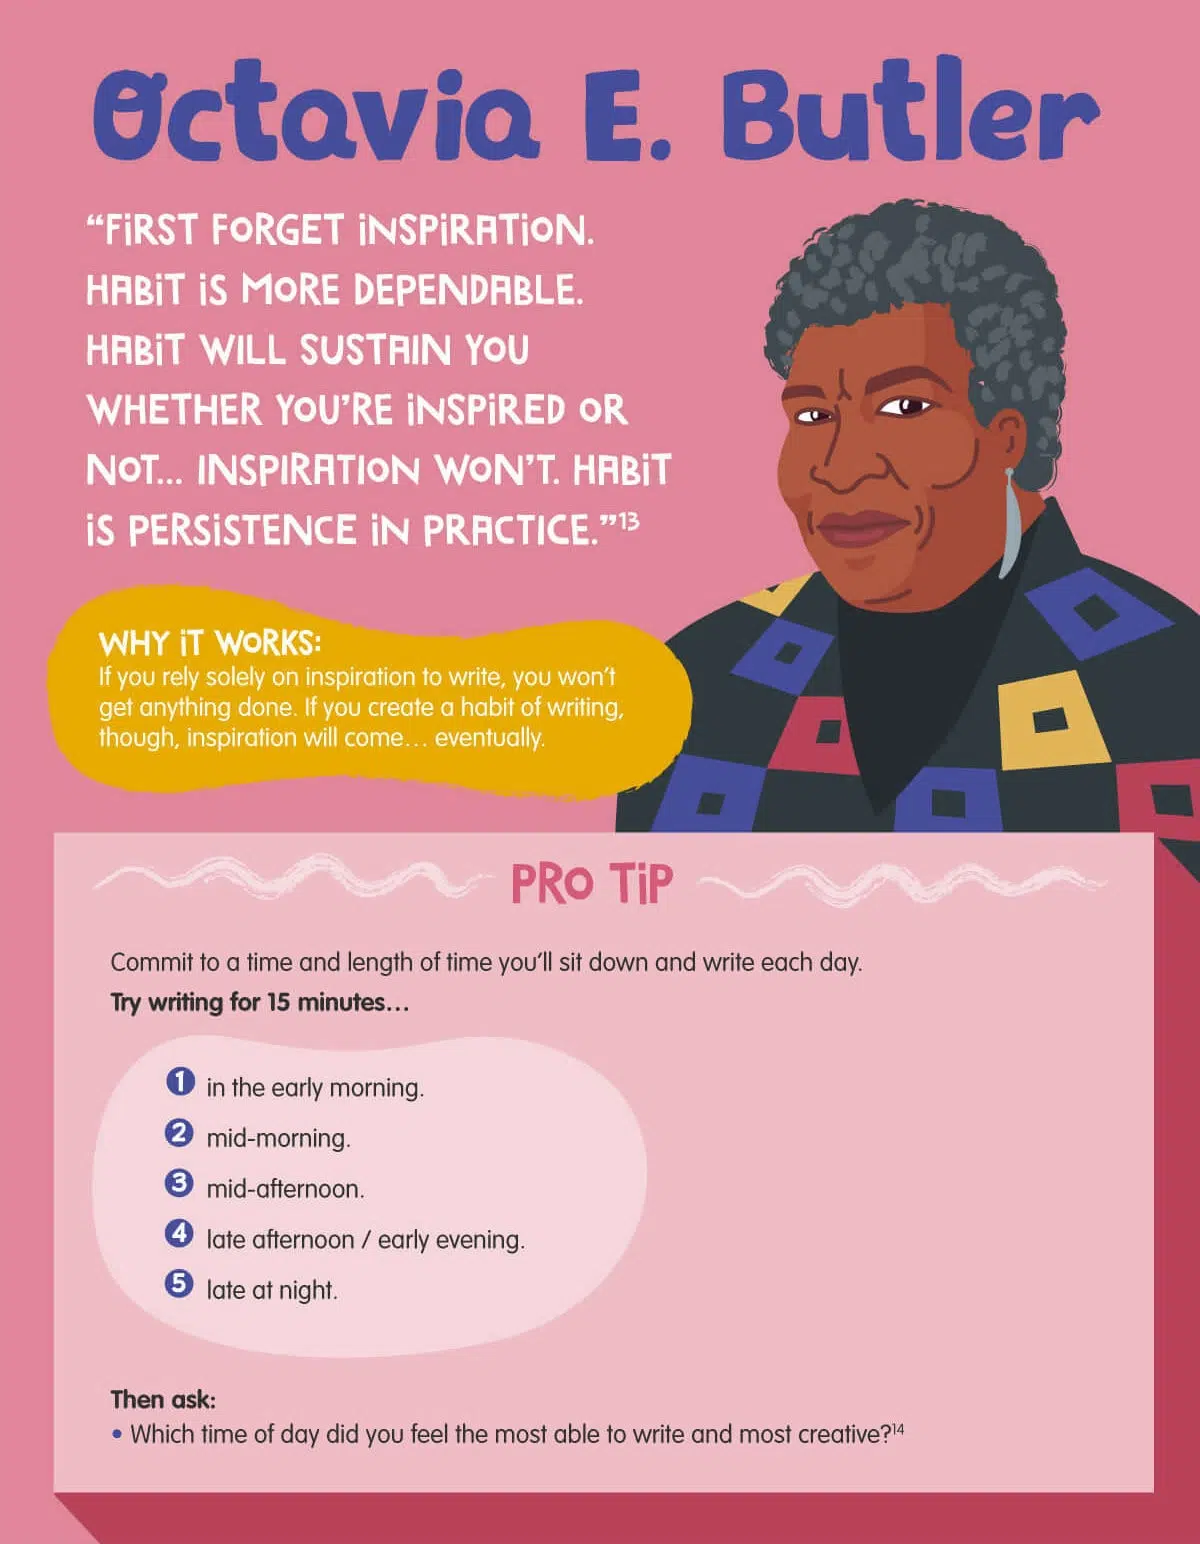 Octavia E. Butler
“FiRST FORGET iNSPiRATiON.
HABiT iS MORE DEPENDABLE.
HABiT WILL SUSTAIN YOU
WHETHER YOU’RE iNSPiRED OR
NOT... INSPIRATION WON’T. HABiT
iS PERSiSTENCE iN PRACTICE.”13
WHY iT WORKS:
If you rely solely on inspiration to write, you won’t
get anything done. If you create a habit of writing,
though, inspiration will come… eventually.
PRO TiP
Commit to a time and length of time you’ll sit down and write each day.
Try writing for 15 minutes…
1 in the early morning.
2 mid-morning.
3 mid-afternoon.
4 late afternoon / early evening.
5 late at night.
Then ask:
• Which time of day did you feel the most able to write and most creative?14